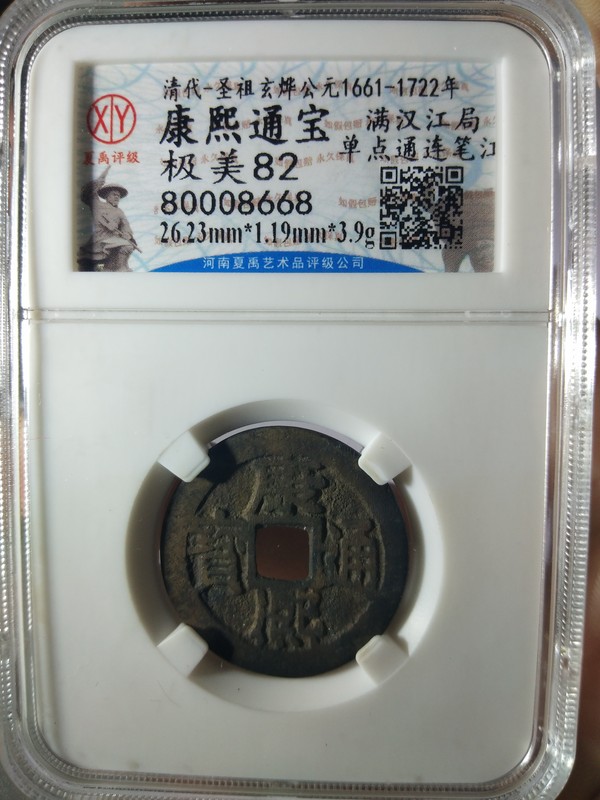 清代-圣祖玄烨公元1661-1722年
康熙通宝
满汉江局
单点通连笔江
极美82
80008668
26.23mm*1.19mm*3.9g
XY
夏禹评级
河南夏禹艺术品评级公司
康熙通寶